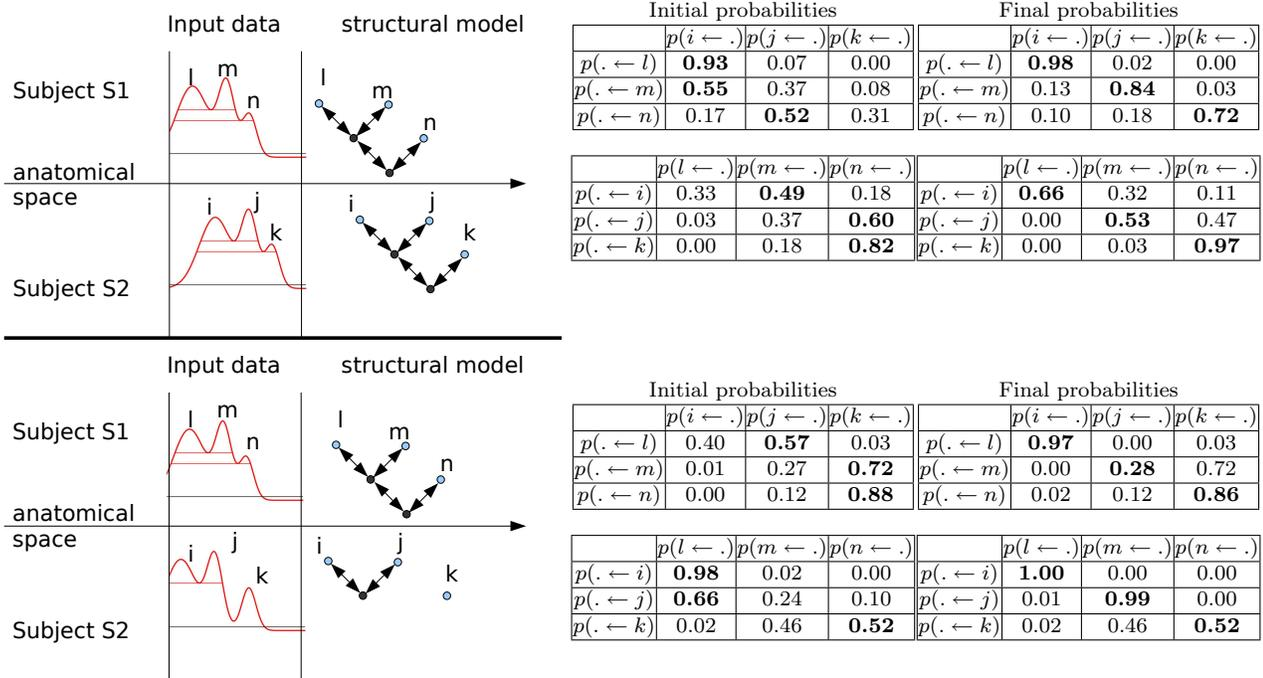 Input data structural model
l m n
l m n
Subject S1
anatomical
space
i j k
i j k
Subject S2
Initial probabilities
p(i ← .) p(j ← .) p(k ← .)
p(. ← l) 0.93 0.07 0.00
p(. ← m) 0.55 0.37 0.08
p(. ← n) 0.17 0.52 0.31
Final probabilities
p(i ← .) p(j ← .) p(k ← .)
p(. ← l) 0.98 0.02 0.00
p(. ← m) 0.13 0.84 0.03
p(. ← n) 0.10 0.18 0.72
p(l ← .) p(m ← .) p(n ← .)
p(. ← i) 0.33 0.49 0.18
p(. ← j) 0.03 0.37 0.60
p(. ← k) 0.00 0.18 0.82
p(l ← .) p(m ← .) p(n ← .)
p(. ← i) 0.66 0.32 0.11
p(. ← j) 0.00 0.53 0.47
p(. ← k) 0.00 0.03 0.97
Input data structural model
l m n
l m n
Subject S1
anatomical
space
i j k
i j k
Subject S2
Initial probabilities
p(i ← .) p(j ← .) p(k ← .)
p(. ← l) 0.40 0.57 0.03
p(. ← m) 0.01 0.27 0.72
p(. ← n) 0.00 0.12 0.88
Final probabilities
p(i ← .) p(j ← .) p(k ← .)
p(. ← l) 0.97 0.00 0.03
p(. ← m) 0.00 0.28 0.72
p(. ← n) 0.02 0.12 0.86
p(l ← .) p(m ← .) p(n ← .)
p(. ← i) 0.98 0.02 0.00
p(. ← j) 0.66 0.24 0.10
p(. ← k) 0.02 0.46 0.52
p(l ← .) p(m ← .) p(n ← .)
p(. ← i) 1.00 0.00 0.00
p(. ← j) 0.01 0.99 0.00
p(. ← k) 0.02 0.46 0.52